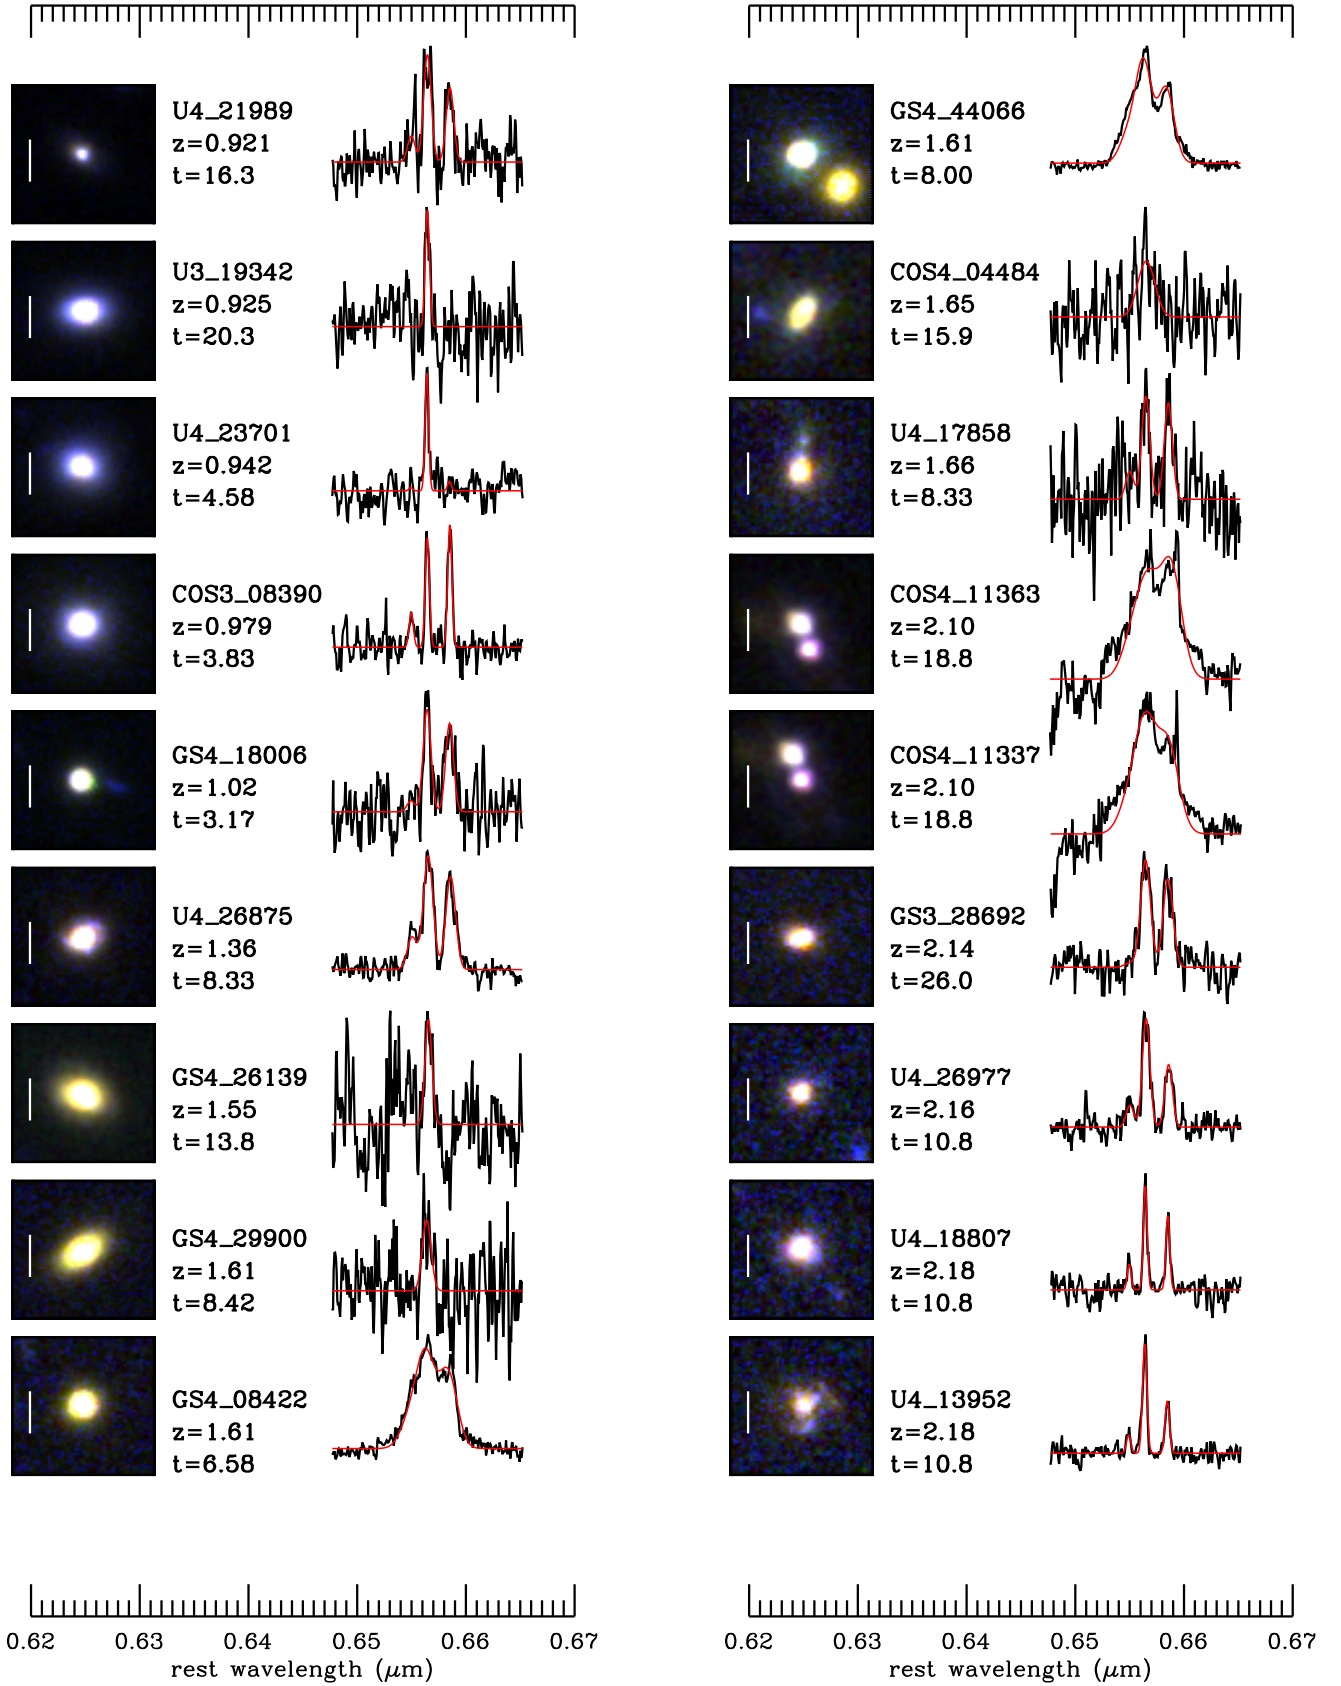 U4_21989
z=0.921
t=16.3
U3_19342
z=0.925
t=20.3
U4_23701
z=0.942
t=4.58
COS3_08390
z=0.979
t=3.83
GS4_18006
z=1.02
t=3.17
U4_26875
z=1.36
t=8.33
GS4_26139
z=1.55
t=13.8
GS4_29900
z=1.61
t=8.42
GS4_08422
z=1.61
t=6.58
0.62 0.63 0.64 0.65 0.66 0.67
rest wavelength (μm)
GS4_44066
z=1.61
t=8.00
COS4_04484
z=1.65
t=15.9
U4_17858
z=1.66
t=8.33
COS4_11363
z=2.10
t=18.8
COS4_11337
z=2.10
t=18.8
GS3_28692
z=2.14
t=26.0
U4_26977
z=2.16
t=10.8
U4_18807
z=2.18
t=10.8
U4_13952
z=2.18
t=10.8
0.62 0.63 0.64 0.65 0.66 0.67
rest wavelength (μm)